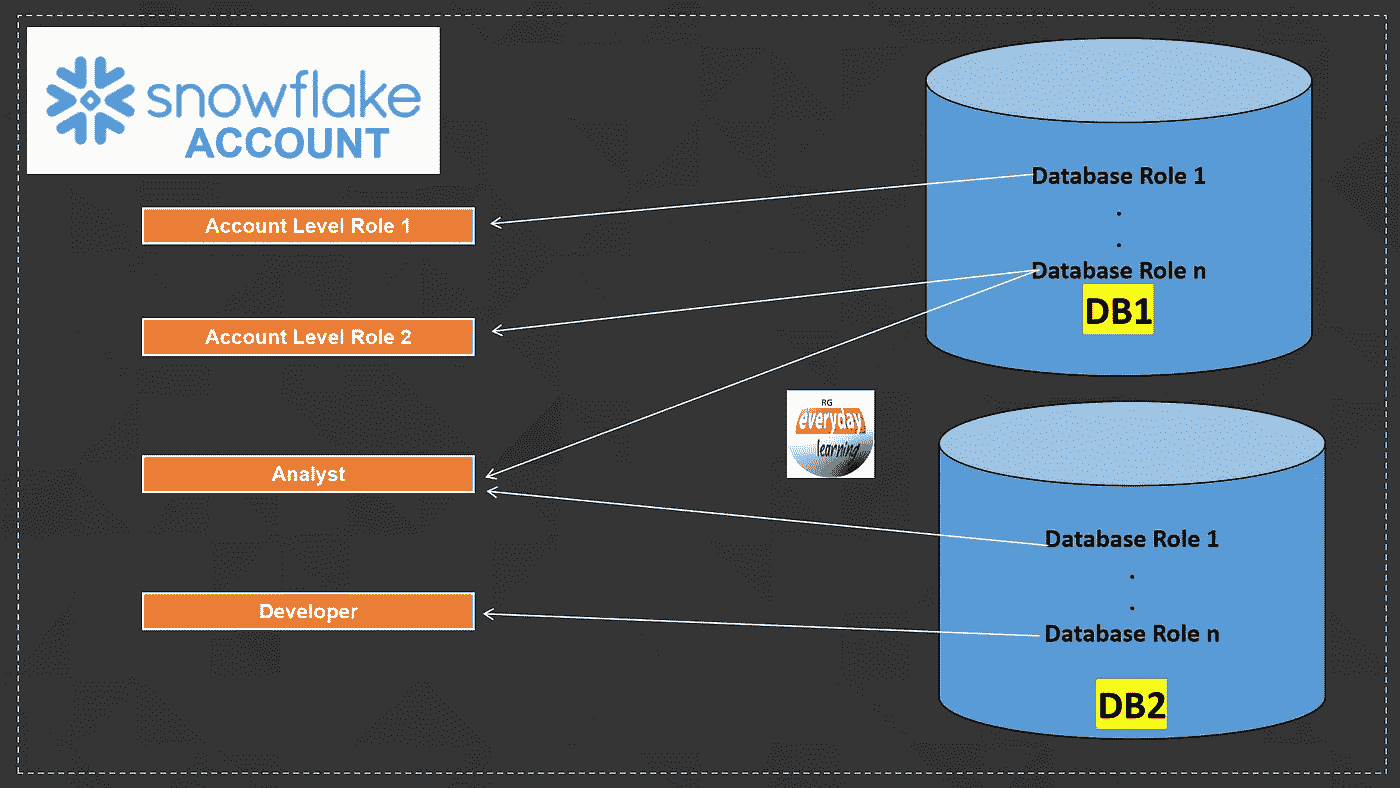 snowflake
ACCOUNT
Account Level Role 1
Account Level Role 2
Analyst
Developer
Database Role 1
.
.
Database Role n
DB1
RG
everyday
learning
Database Role 1
.
.
Database Role n
DB2